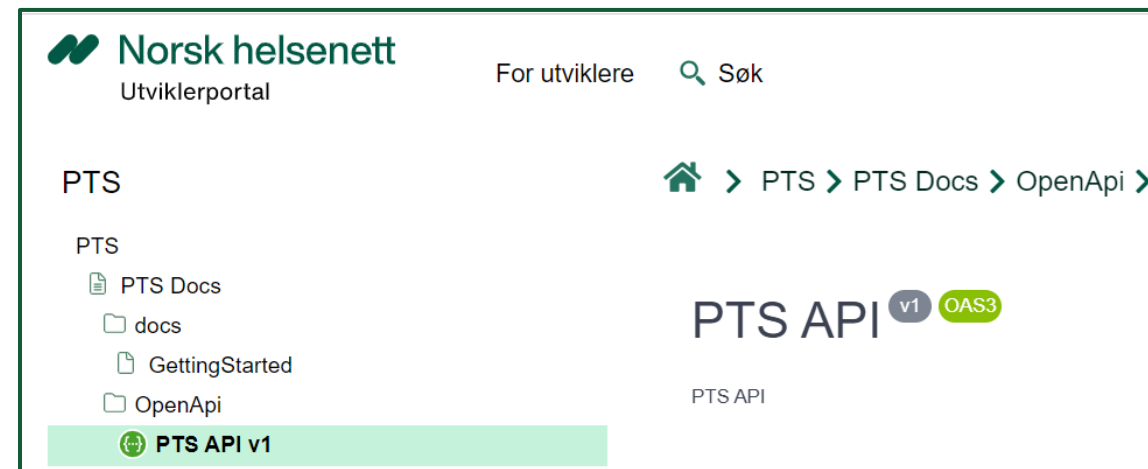 Norsk helsenett
Utviklerportal
For utviklere
Søk
PTS
PTS > PTS Docs > OpenApi >
PTS
PTS Docs
docs
GettingStarted
OpenApi
PTS API v1
PTS API v1 OAS3
PTS API